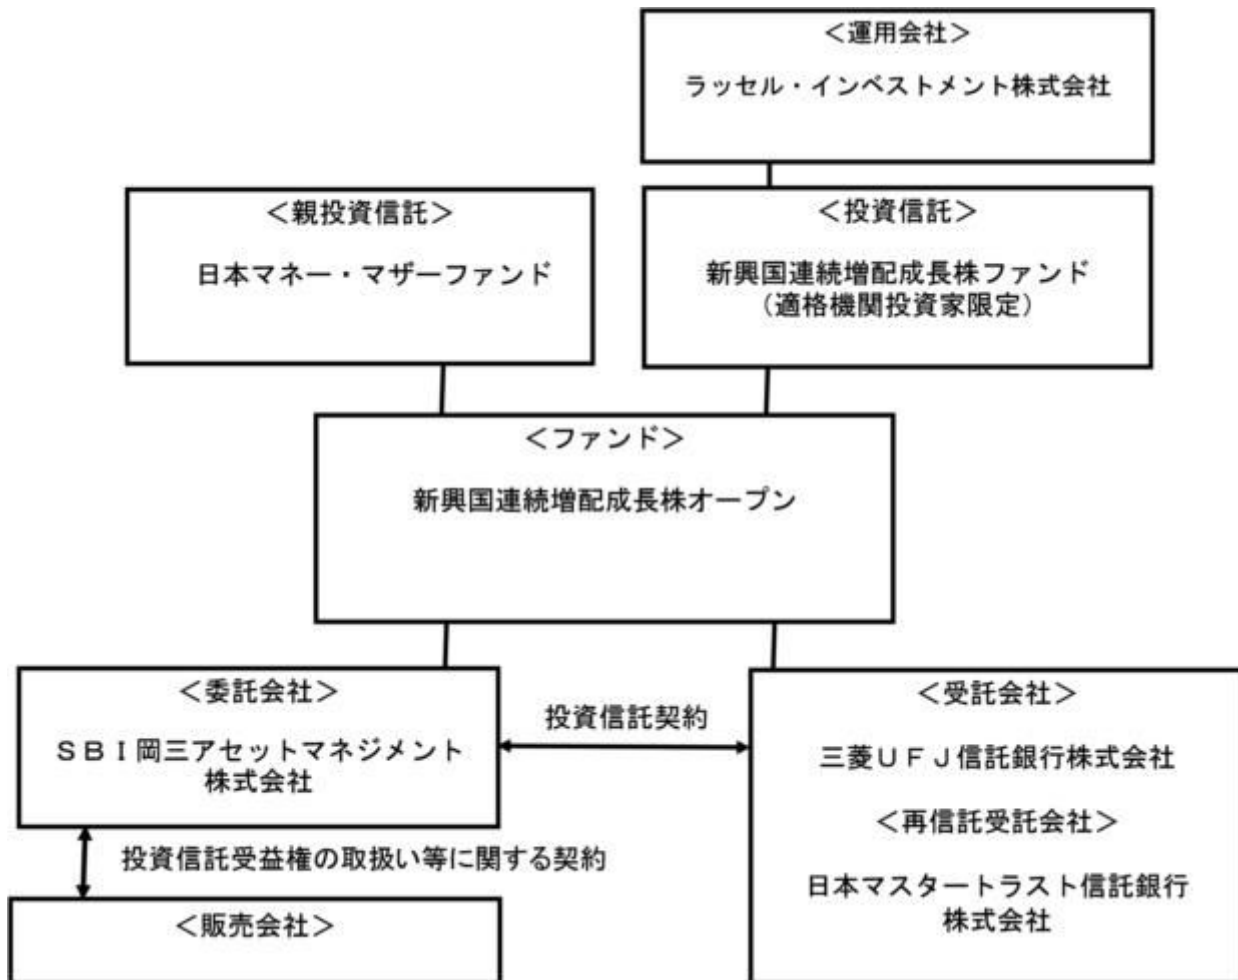 ＜運用会社＞
ラッセル・インベストメント株式会社
＜親投資信託＞
日本マネー・マザーファンド
＜投資信託＞
新興国連続増配成長株ファンド
（適格機関投資家限定）
＜ファンド＞
新興国連続増配成長株オープン
＜委託会社＞
ＳＢＩ岡三アセットマネジメント
株式会社
投資信託契約
＜受託会社＞
三菱ＵＦＪ信託銀行株式会社
＜再信託受託会社＞
日本マスタートラスト信託銀行
株式会社
投資信託受益権の取扱い等に関する契約
＜販売会社＞